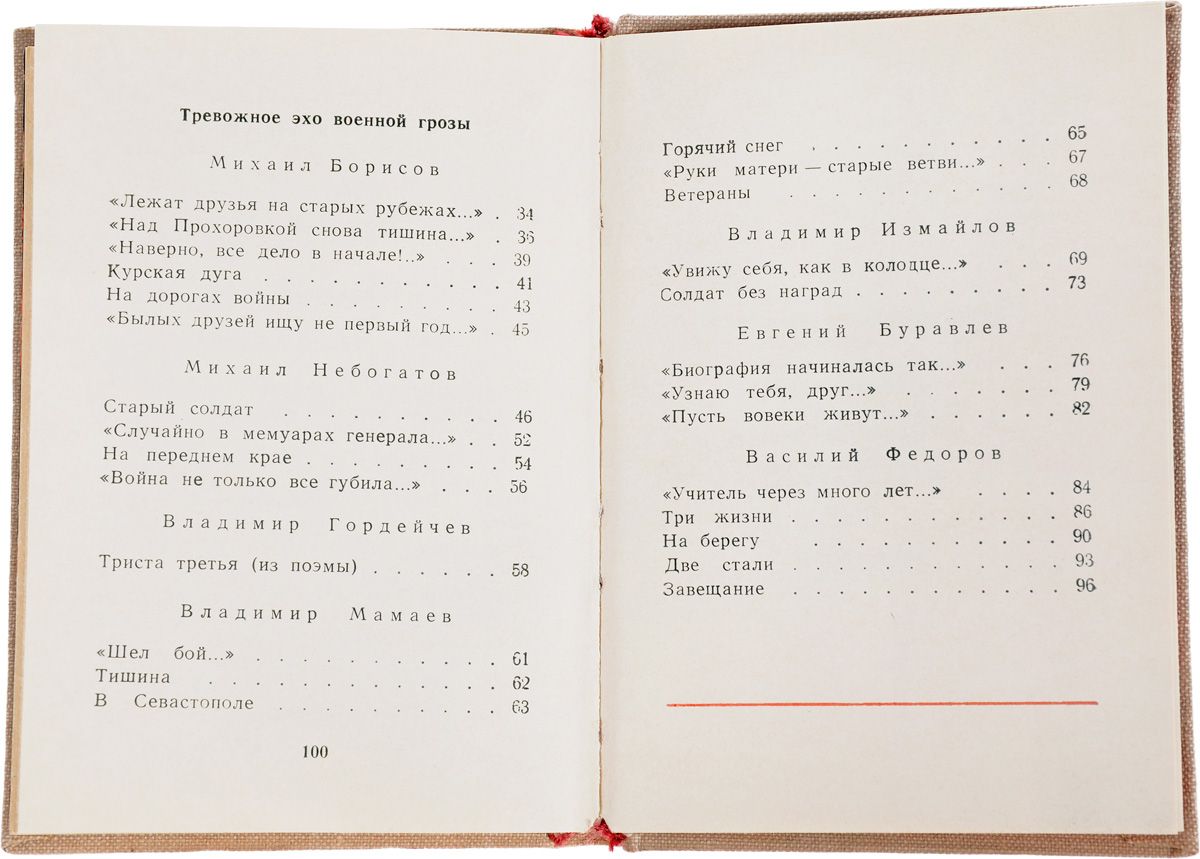 Тревожное эхо военной грозы
Михаил Борисов
«Лежат друзья на старых рубежах...» . 34
«Над Прохоровкой снова тишина...» . 36
«Наверно, все дело в начале!..» . . . 39
Курская дуга . . . . . . . . . . . 41
На дорогах войны . . . . . . . . . 43
«Былых друзей ищу не первый год...» . 45
Михаил Небогатов
Старый солдат . . . . . . . . . . 46
«Случайно в мемуарах генерала...» . . 52
На переднем крае . . . . . . . . . 54
«Война не только все губила...» . . . 56
Владимир Гордейчев
Триста третья (из поэмы) . . . . . . 58
Владимир Мамаев
«Шел бой...» . . . . . . . . . . . 61
Тишина . . . . . . . . . . . . . 62
В Севастополе . . . . . . . . . . 63
100
Горячий снег . . . . . . . . . . . 65
«Руки матери — старые ветви...» . . . 67
Ветераны . . . . . . . . . . . . 68
Владимир Измайлов
«Увижу себя, как в колодце...» . . . 69
Солдат без наград . . . . . . . . . 73
Евгений Буравлев
«Биография начиналась так...» . . . 76
«Узнаю тебя, друг...» . . . . . . . 79
«Пусть вовеки живут...» . . . . . . 82
Василий Федоров
«Учитель через много лет...» . . . . 84
Три жизни . . . . . . . . . . . . 86
На берегу . . . . . . . . . . . 90
Две стали . . . . . . . . . . . . 93
Завещание . . . . . . . . . . . . 96